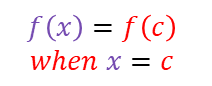 f(x) = f(c)
when x = c